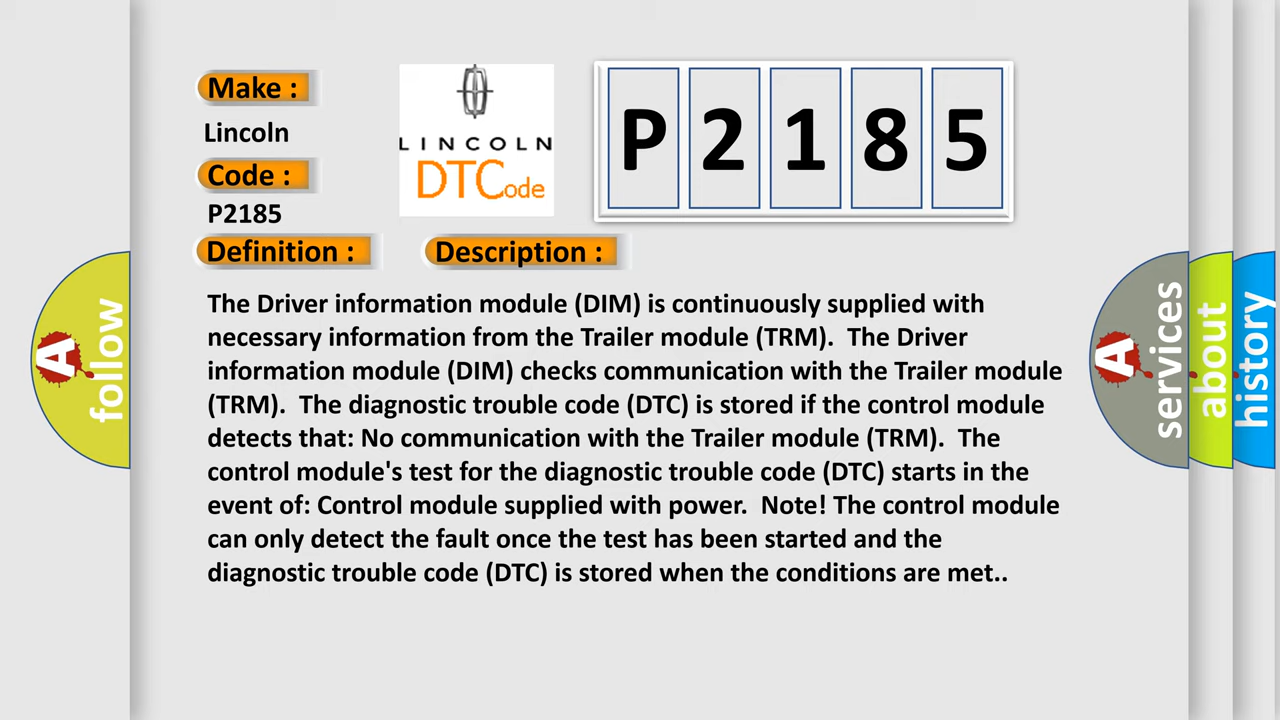 Make :
Lincoln
Code :
P2185
LINCOLN
DTCode
P2185
Definition :
Description :
The Driver information module (DIM) is continuously supplied with
necessary information from the Trailer module (TRM).  The Driver
information module (DIM) checks communication with the Trailer module
(TRM).  The diagnostic trouble code (DTC) is stored if the control module
detects that: No communication with the Trailer module (TRM).  The
control module's test for the diagnostic trouble code (DTC) starts in the
event of: Control module supplied with power.  Note! The control module
can only detect the fault once the test has been started and the
diagnostic trouble code (DTC) is stored when the conditions are met..
A
follow
A
services
about
history